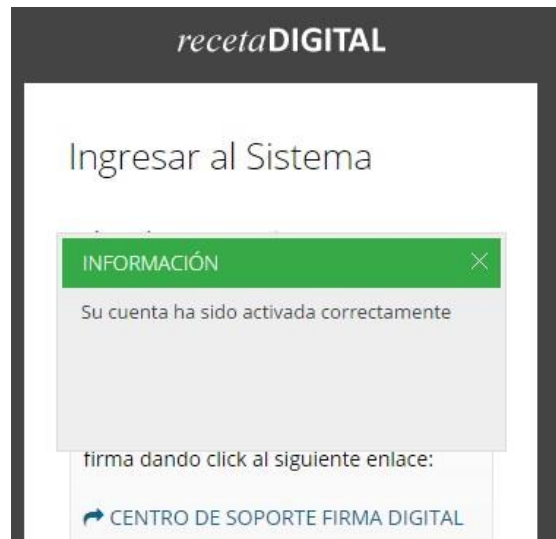 recetaDIGITAL
Ingresar al Sistema
INFORMACIÓN
Su cuenta ha sido activada correctamente
firma dando click al siguiente enlace:
CENTRO DE SOPORTE FIRMA DIGITAL